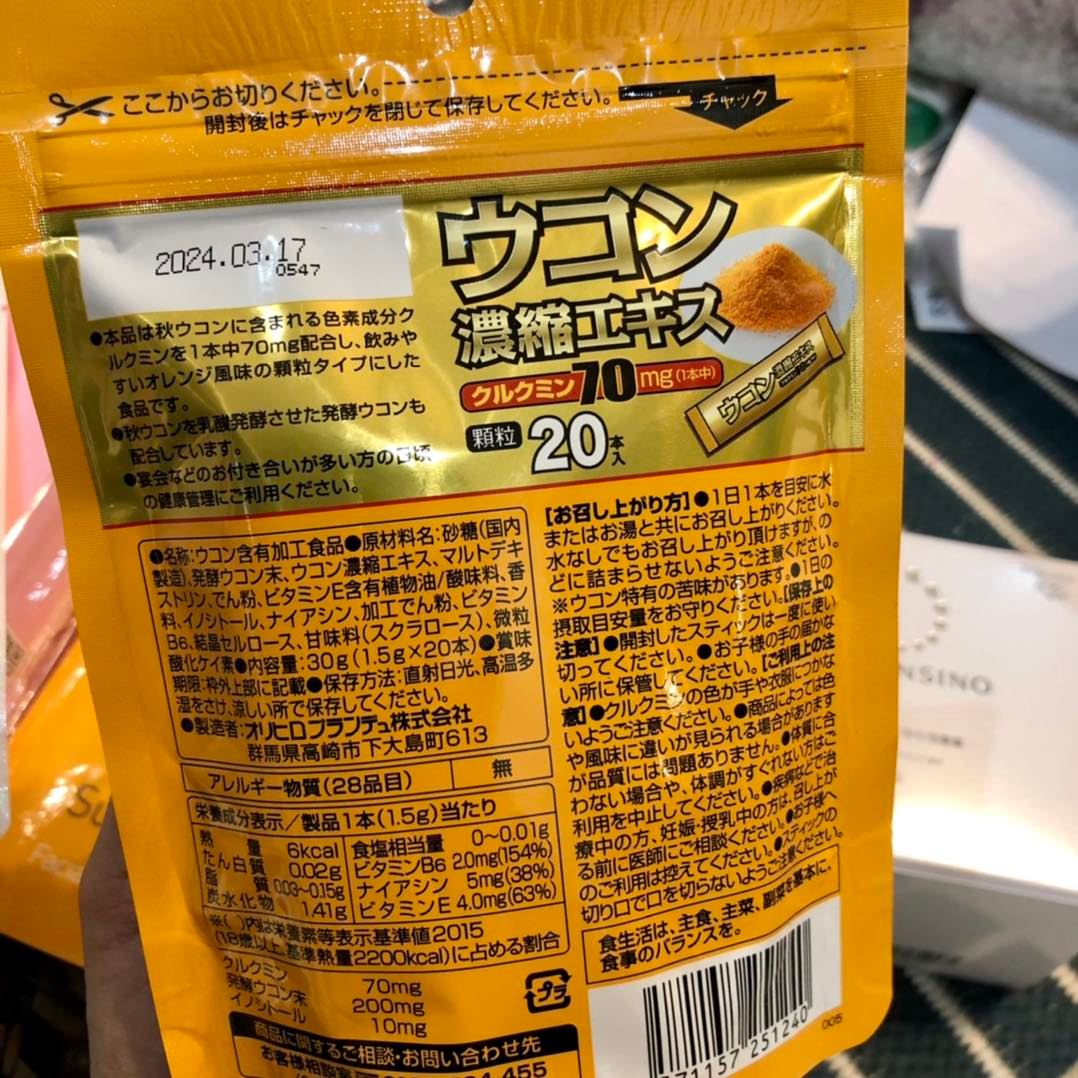 ここからお切りください。
開封後はチャックを閉じて保存してください。
チャック
2024.03.17
0547
ウコン
濃縮エキス
クルクミン70mg(1本中)
顆粒 20本入
ウコン濃縮エキス
●本品は秋ウコンに含まれる色素成分ク
ルクミンを1本中70mg配合し、飲みや
すいオレンジ風味の顆粒タイプにした
食品です。
●秋ウコンを乳酸発酵させた発酵ウコンも
配合しています。
●宴会などのお付き合いが多い方の日頃
の健康管理にご利用ください。
●名称:ウコン含有加工食品●原材料名:砂糖(国内
製造)、発酵ウコン末、ウコン濃縮エキス、マルトデキ
ストリン、でん粉、ビタミンE含有植物油/酸味料、香
料、イノシトール、ナイアシン、加工でん粉、ビタミン
B6、結晶セルロース、甘味料(スクラロース)、微粒
酸化ケイ素●内容量:30g(1.5g×20本)●賞味
期限:枠外上部に記載●保存方法:直射日光、高温多
湿をさけ、涼しい所で保存してください。
●製造者:オリヒロプランデュ株式会社
群馬県高崎市下大島町613
アレルギー物質(28品目) 無
栄養成分表示/製品1本(1.5g)当たり
熱量 6kcal
たん白質 0.02g
脂質 0.03~0.15g
炭水化物 1.41g
食塩相当量 0~0.01g
ビタミンB6 2.0mg(154%)
ナイアシン 5mg(38%)
ビタミンE 4.0mg(63%)
※( )内は栄養素等表示基準値2015
(18歳以上、基準熱量2200kcal)に占める割合
クルクミン 70mg
発酵ウコン末 200mg
イノシトール 10mg
商品に関するご相談・お問い合わせ先
お客様相談室
455
プラ
[お召し上がり方]●1日1本を目安に水
またはお湯と共にお召し上がりください。
水なしでもお召し上がり頂けますが、の
どに詰まらせないようご注意ください。
※ウコン特有の苦味があります。●1日の
摂取目安量をお守りください。[保存上の
注意]●開封したスティックは一度に使い
切ってください。●お子様の手の届かな
い所に保管してください。[ご利用上の注
意]●クルクミンの色が手や衣服につかな
いようご注意ください。●商品によっては色
や風味に違いが見られる場合があります
が品質には問題ありません。●体質に合
わない場合や、体調がすぐれない方はご
利用を中止してください。●疾病などで治
療中の方、妊娠・授乳中の方は、召し上が
る前に医師にご相談ください。●お子様へ
のご利用は控えてください。●スティックの
切り口で口を切らないようご注意ください。
食生活は、主食、主菜、副菜を基本に、
食事のバランスを。
971157 251240
005
NSINO